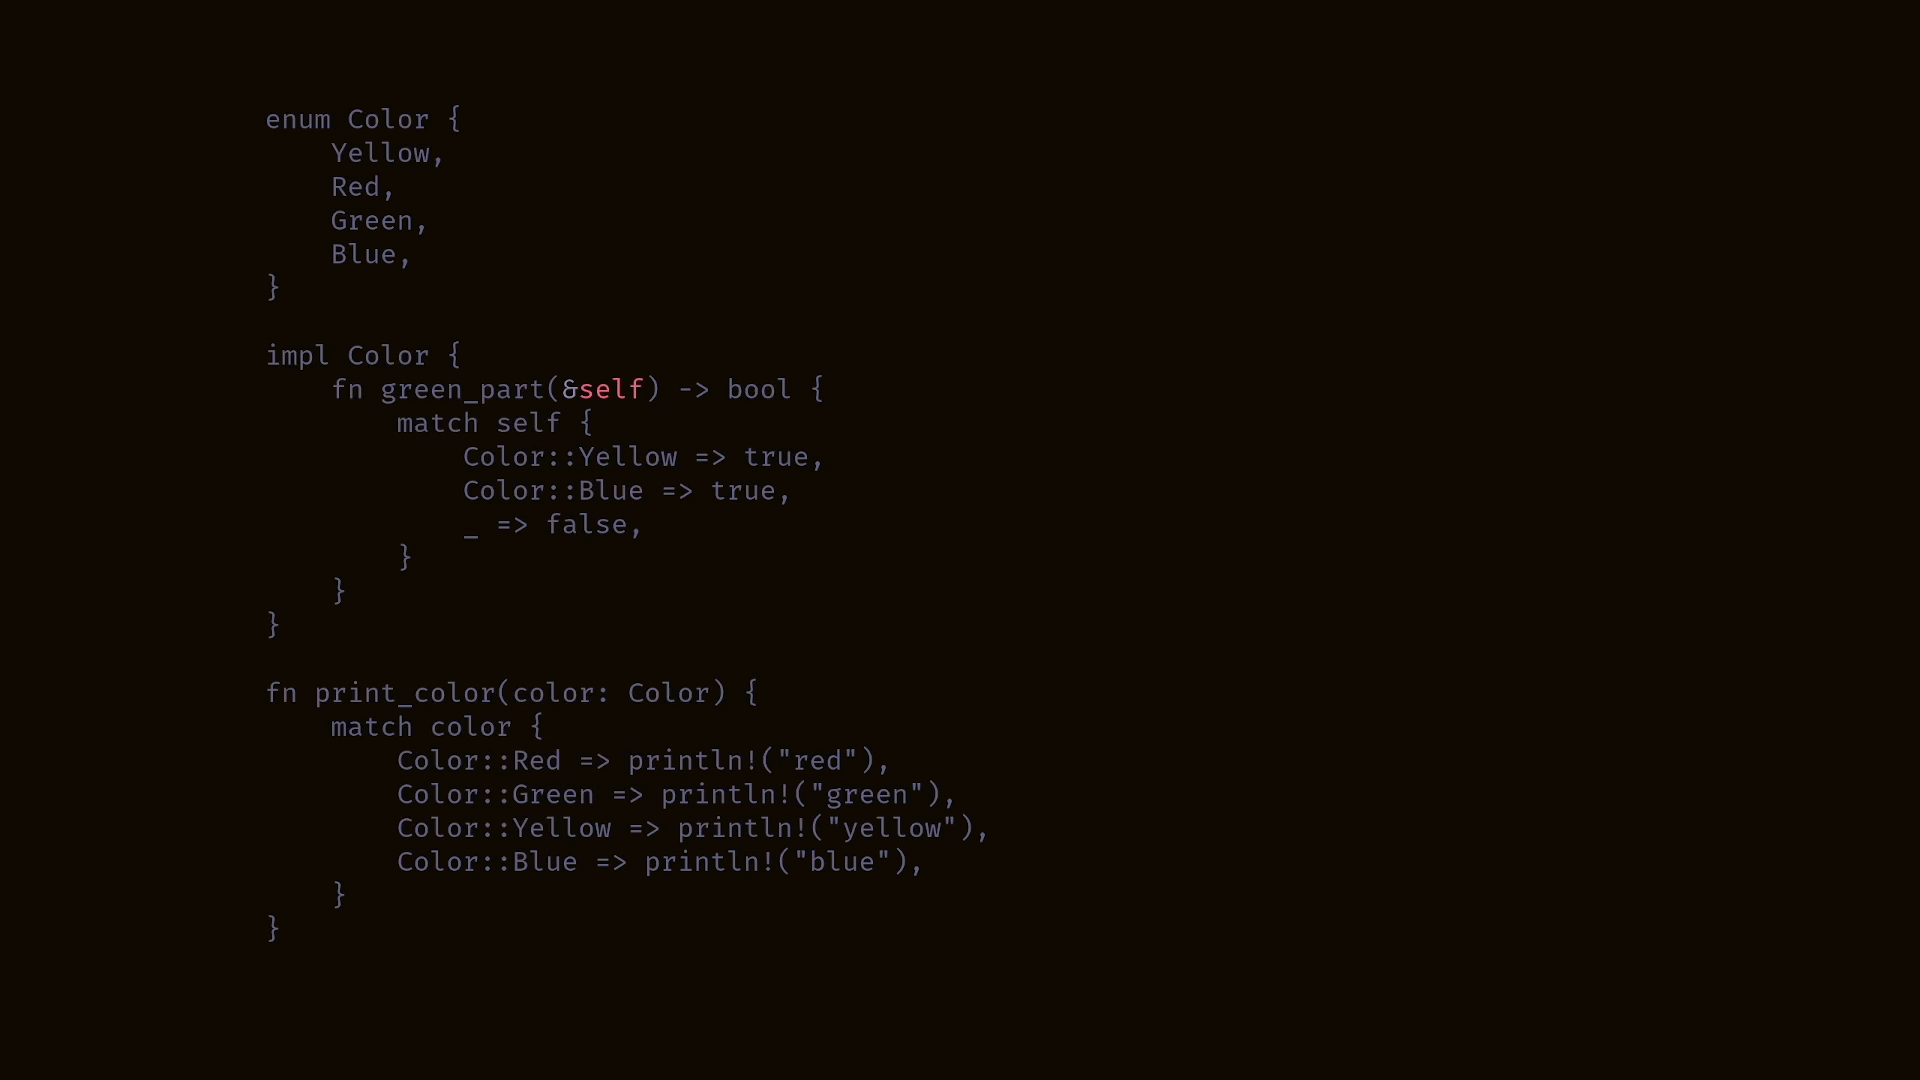 enum Color {
    Yellow,
    Red,
    Green,
    Blue,
}

impl Color {
    fn green_part(&self) -> bool {
        match self {
            Color::Yellow => true,
            Color::Blue => true,
            _ => false,
        }
    }
}

fn print_color(color: Color) {
    match color {
        Color::Red => println!("red"),
        Color::Green => println!("green"),
        Color::Yellow => println!("yellow"),
        Color::Blue => println!("blue"),
    }
}